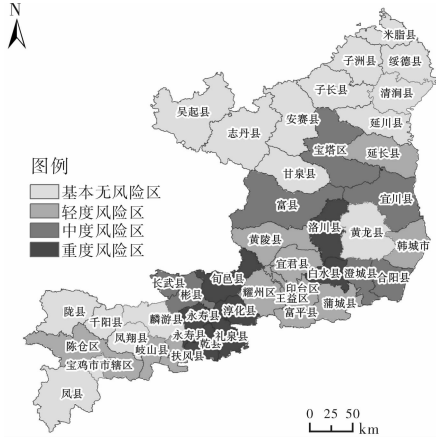 N
米脂县
子洲县
绥德县
子长县
清涧县
吴起县
安赛县
志丹县
延川县
宝塔区
延长县
甘泉县
图例
基本无风险区
轻度风险区
中度风险区
重度风险区
富县
宜川县
洛川县
黄龙县
黄陵县
韩城市
宜君县
白水县
澄城县
合阳县
长武县
旬邑县
彬县
耀州区
印台区
王益区
蒲城县
富平县
陇县
千阳县
麟游县
永寿县
淳化县
凤翔县
陈仓区
岐山县
永寿县
礼泉县
乾县
扶风县
宝鸡市市辖区
凤县
0 25 50
km